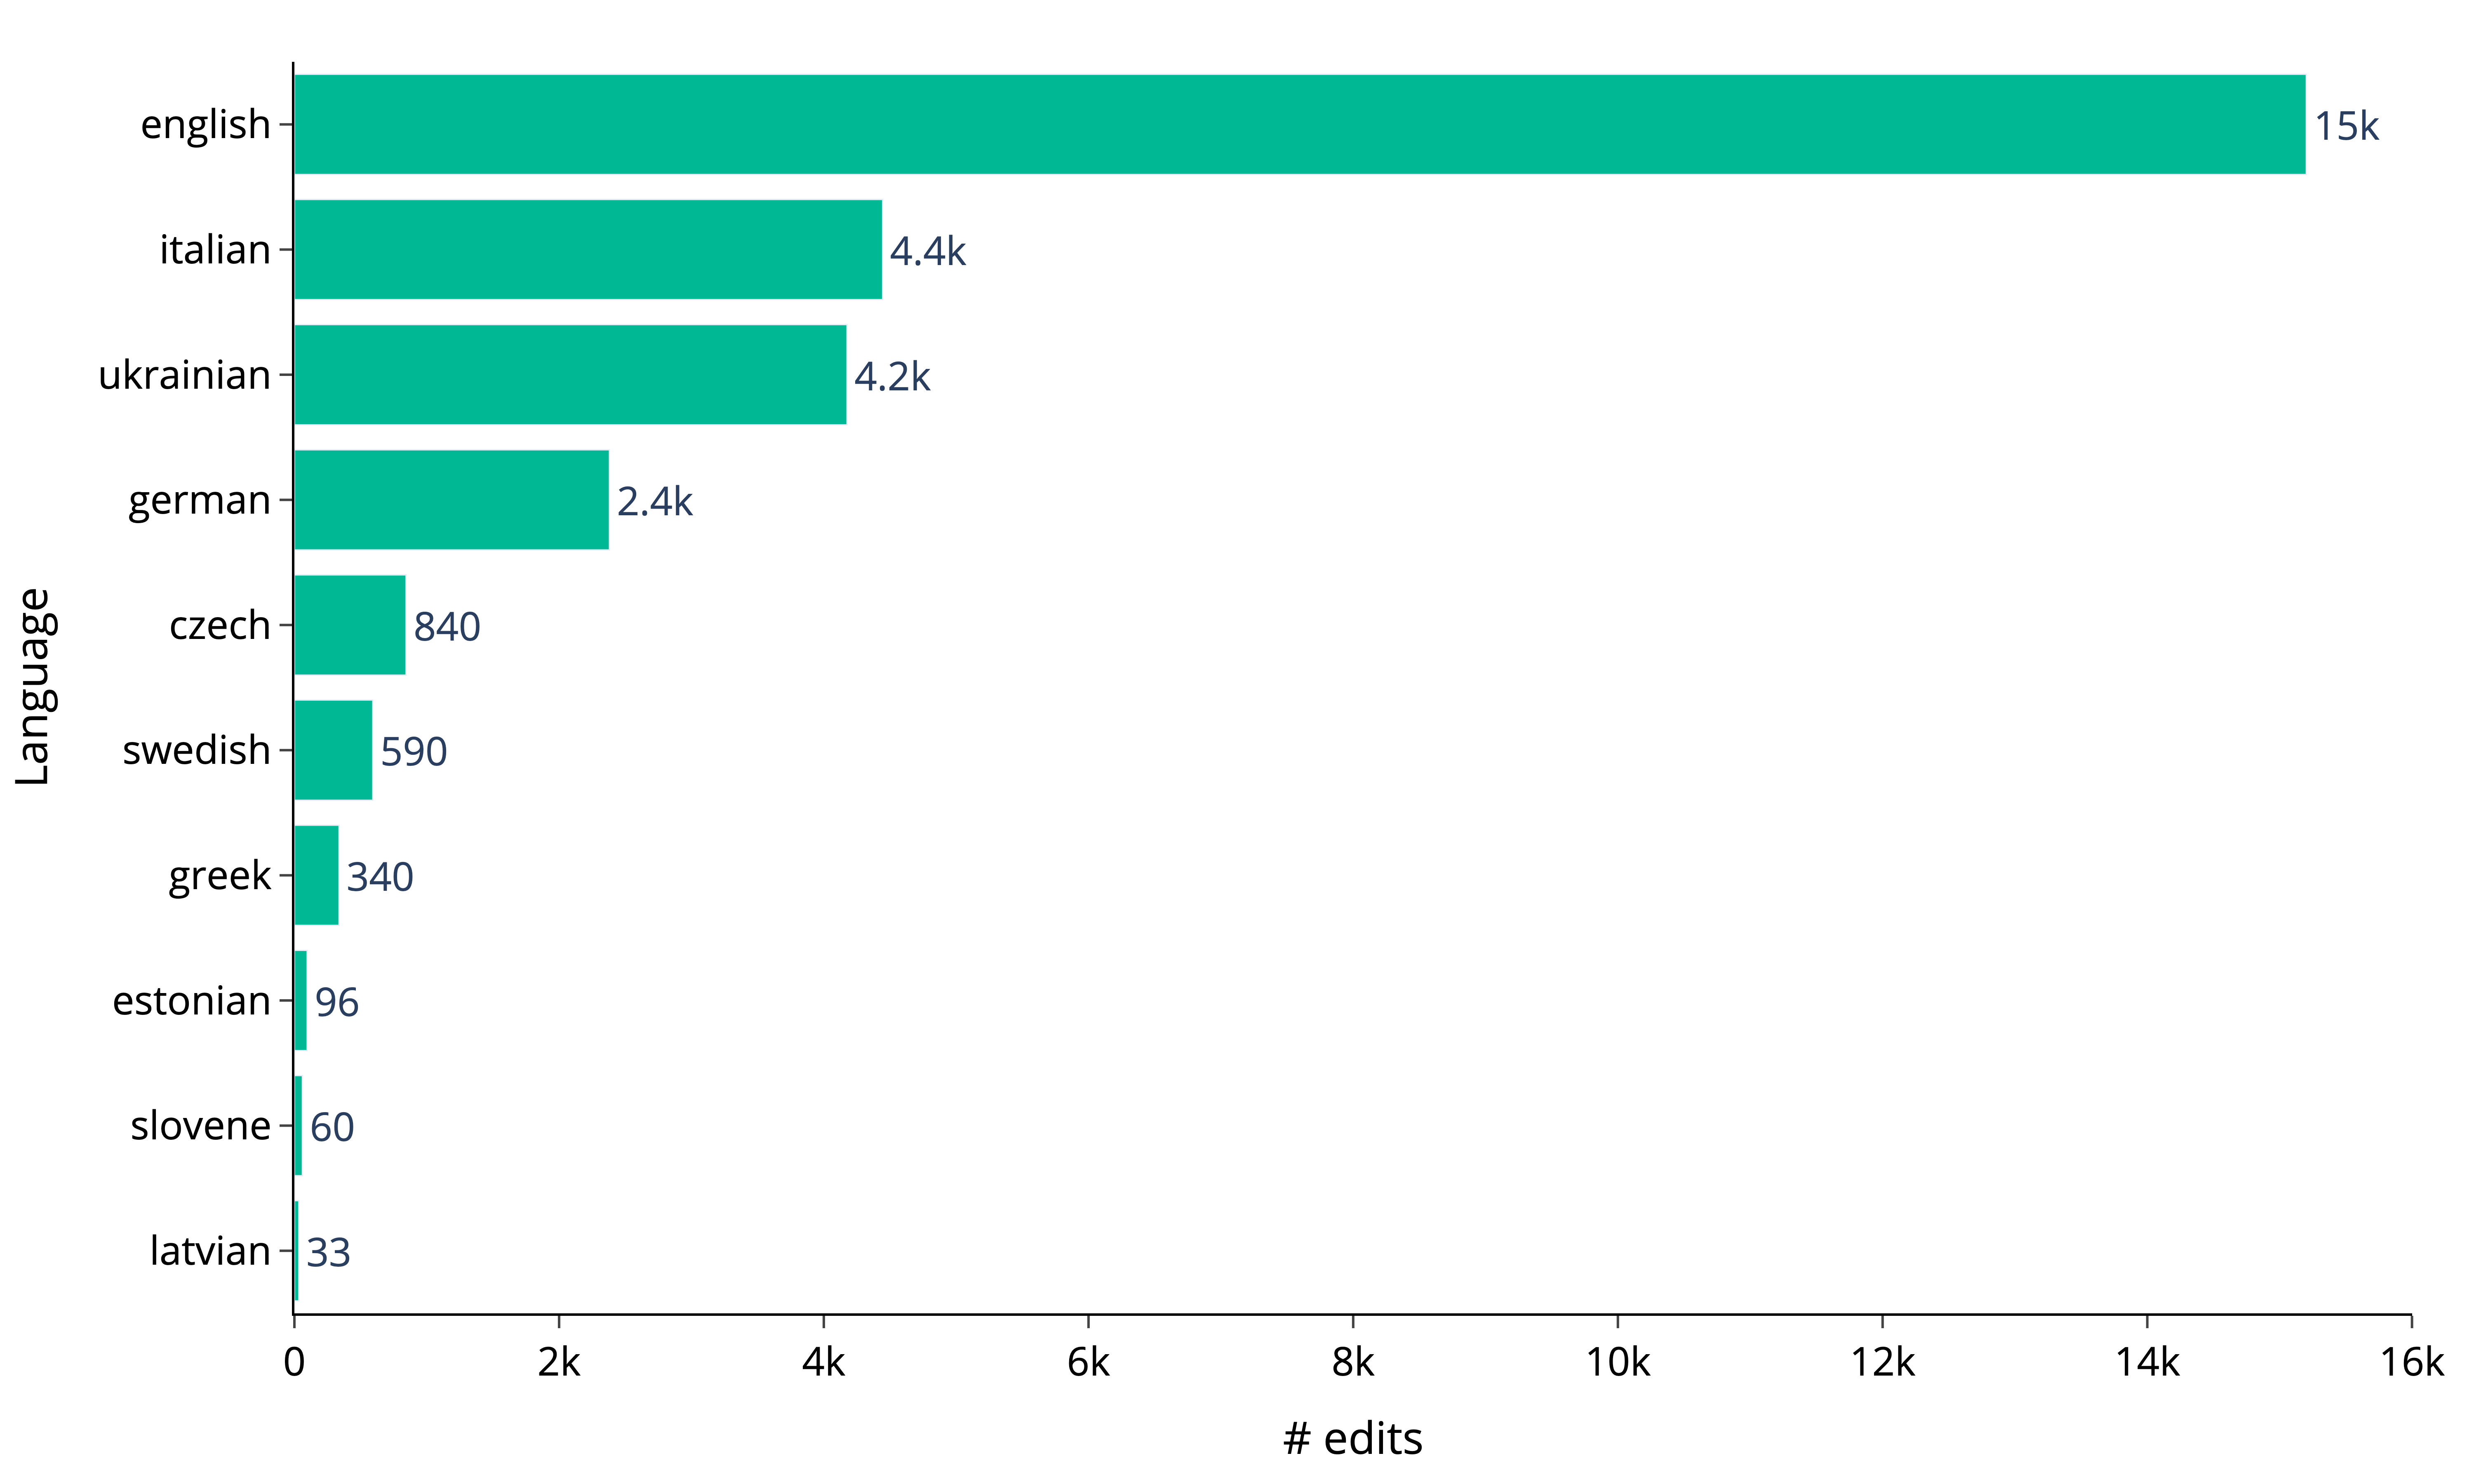 english 15k
italian 4.4k
ukrainian 4.2k
german 2.4k
czech 840
swedish 590
greek 340
estonian 96
slovene 60
latvian 33
Language
0 2k 4k 6k 8k 10k 12k 14k 16k
# edits